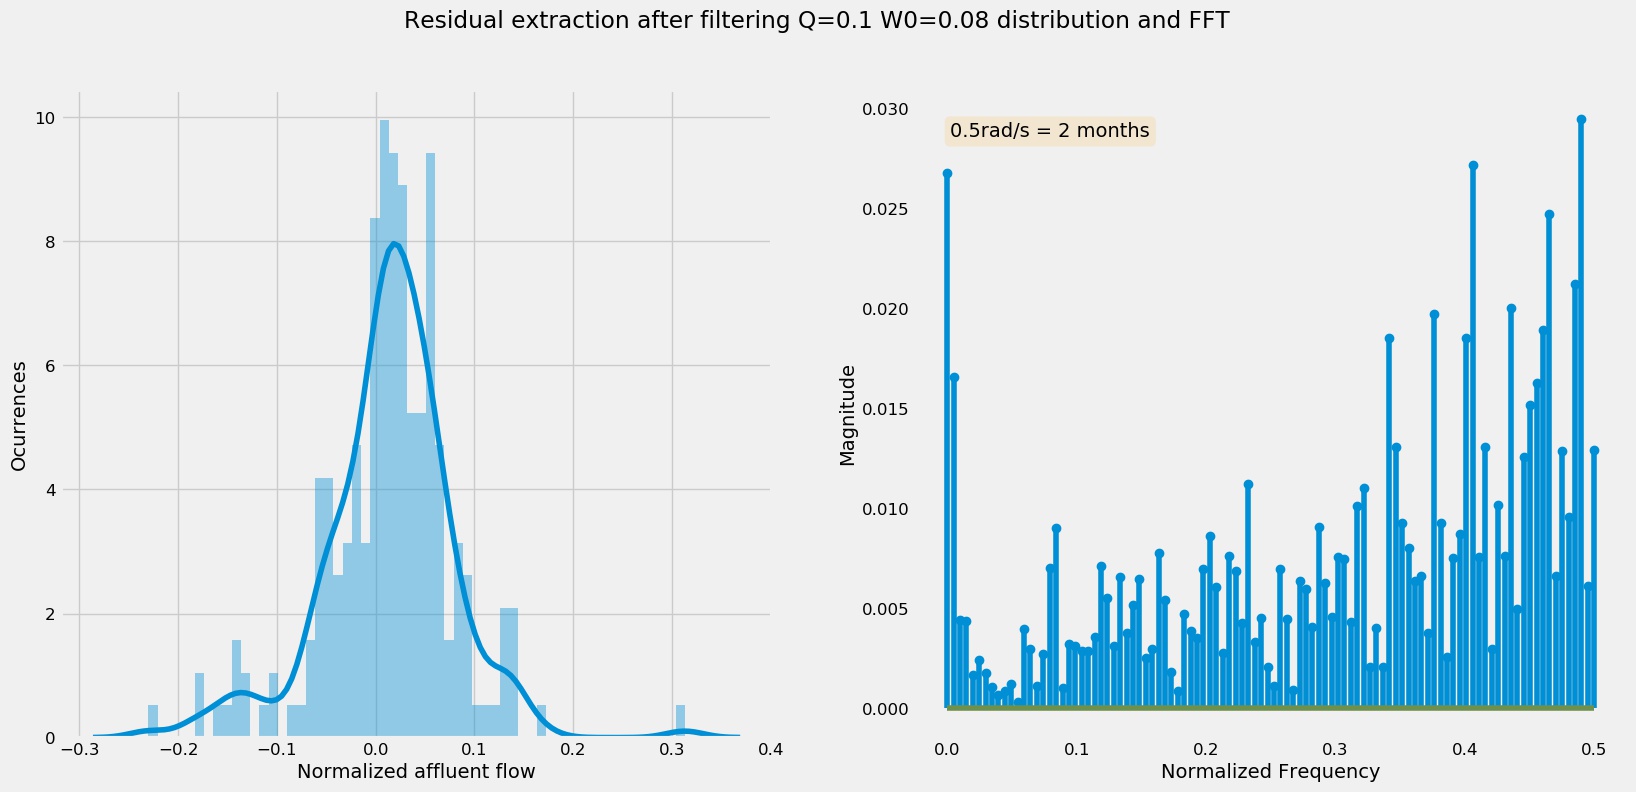 Residual extraction after filtering Q=0.1 W0=0.08 distribution and FFT
10
8
6
4
2
0
Ocurrences
−0.3 −0.2 −0.1 0.0 0.1 0.2 0.3 0.4
Normalized affluent flow
0.5rad/s = 2 months
0.030
0.025
0.020
0.015
0.010
0.005
0.000
Magnitude
0.0 0.1 0.2 0.3 0.4 0.5
Normalized Frequency